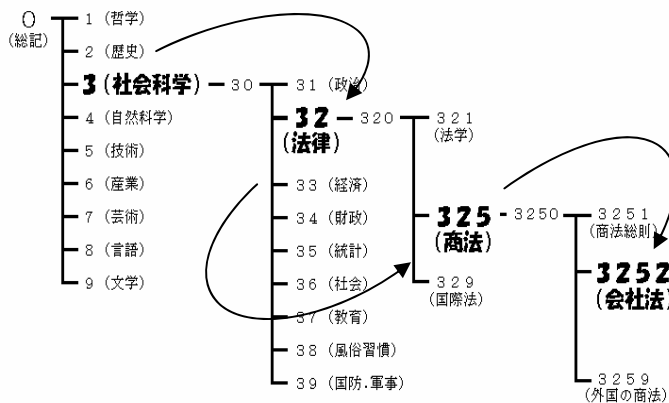 0
(総記)
1 (哲学)
2 (歴史)
3 (社会科学)
4 (自然科学)
5 (技術)
6 (産業)
7 (芸術)
8 (言語)
9 (文学)
30
31 (政治)
32
(法律)
33 (経済)
34 (財政)
35 (統計)
36 (社会)
37 (教育)
38 (風俗習慣)
39 (国防.軍事)
320
321
(法学)
325
(商法)
329
(国際法)
3250
3251
(商法総則)
3252
(会社法)
3259
(外国の商法)